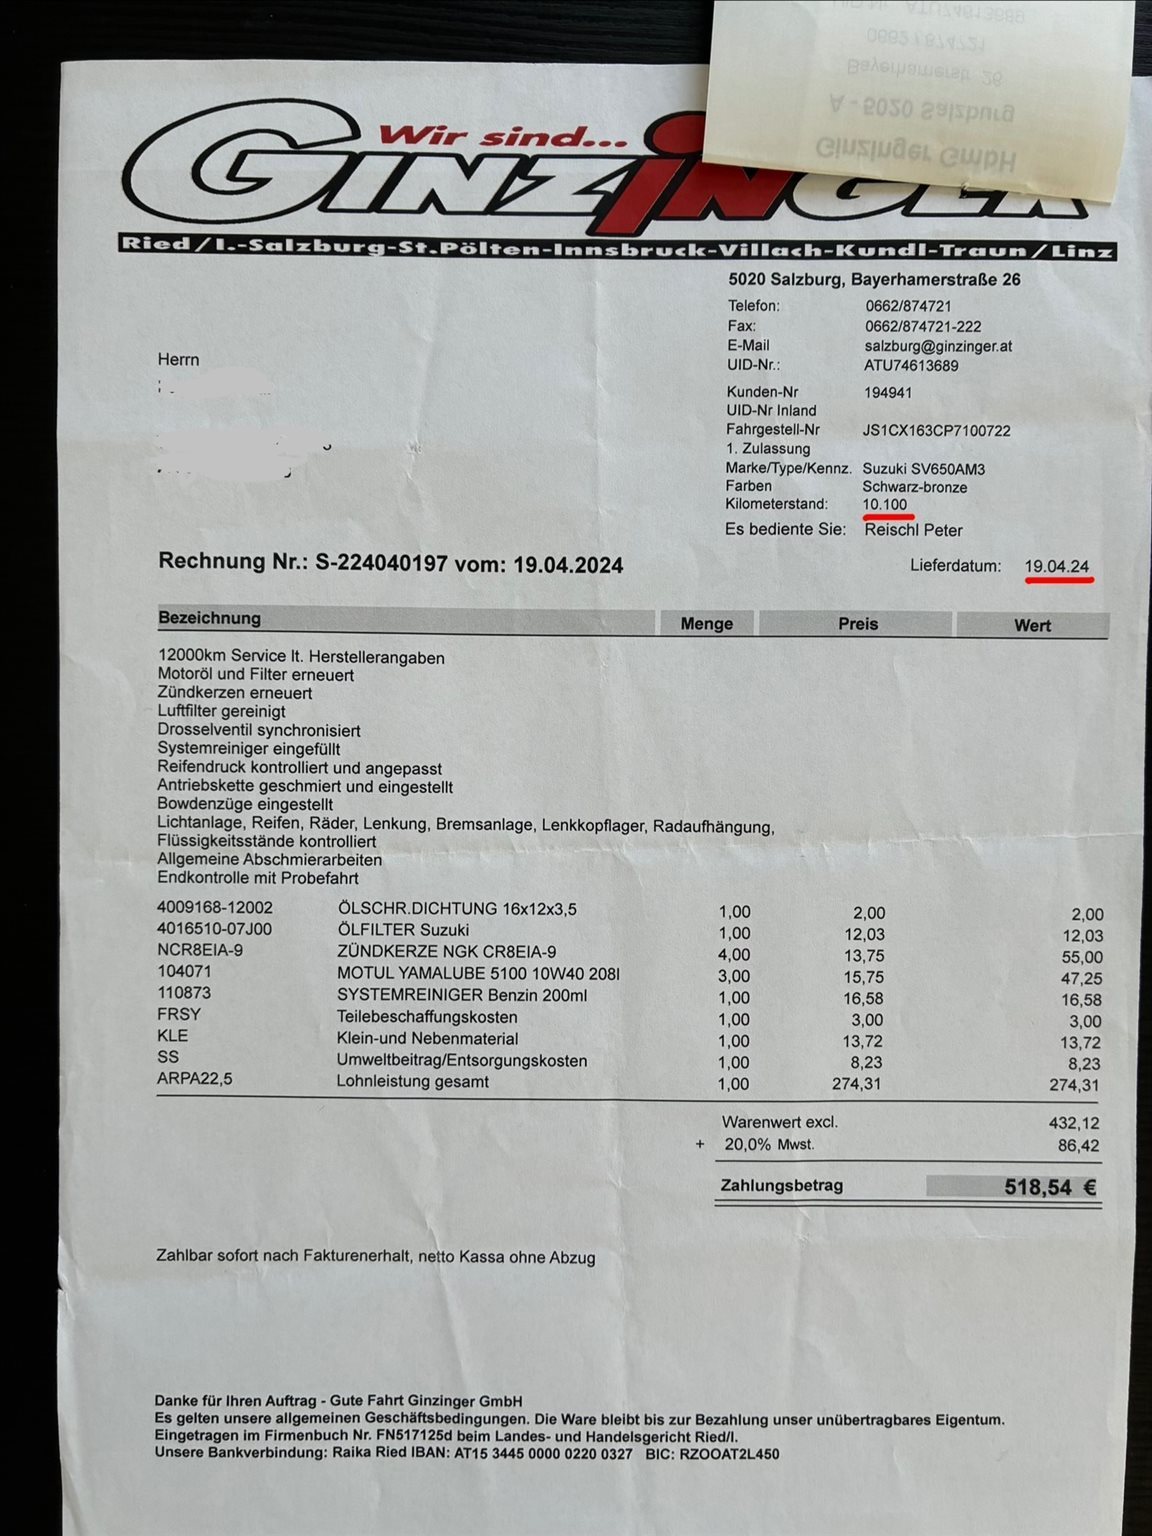 UID-Nr. ATU74613689
0662 / 874721
Bayerhamerstr. 26
A - 5020 Salzburg
Ginzinger GmbH
Wir sind...
GINZINGER
Ried/I.-Salzburg-St.Pölten-Innsbruck-Villach-Kundl-Traun/Linz
5020 Salzburg, Bayerhamerstraße 26
Telefon: 0662/874721
Fax: 0662/874721-222
E-Mail salzburg@ginzinger.at
UID-Nr.: ATU74613689
Herrn
Kunden-Nr 194941
UID-Nr Inland
Fahrgestell-Nr JS1CX163CP7100722
1. Zulassung
Marke/Type/Kennz. Suzuki SV650AM3
Farben Schwarz-bronze
Kilometerstand: 10.100
Es bediente Sie: Reischl Peter
Rechnung Nr.: S-224040197 vom: 19.04.2024 Lieferdatum: 19.04.24
Bezeichnung Menge Preis Wert
12000km Service lt. Herstellerangaben
Motoröl und Filter erneuert
Zündkerzen erneuert
Luftfilter gereinigt
Drosselventil synchronisiert
Systemreiniger eingefüllt
Reifendruck kontrolliert und angepasst
Antriebskette geschmiert und eingestellt
Bowdenzüge eingestellt
Lichtanlage, Reifen, Räder, Lenkung, Bremsanlage, Lenkkopflager, Radaufhängung,
Flüssigkeitsstände kontrolliert
Allgemeine Abschmierarbeiten
Endkontrolle mit Probefahrt
4009168-12002 ÖLSCHR.DICHTUNG 16x12x3,5 1,00 2,00 2,00
4016510-07J00 ÖLFILTER Suzuki 1,00 12,03 12,03
NCR8EIA-9 ZÜNDKERZE NGK CR8EIA-9 4,00 13,75 55,00
104071 MOTUL YAMALUBE 5100 10W40 208l 3,00 15,75 47,25
110873 SYSTEMREINIGER Benzin 200ml 1,00 16,58 16,58
FRSY Teilebeschaffungskosten 1,00 3,00 3,00
KLE Klein-und Nebenmaterial 1,00 13,72 13,72
SS Umweltbeitrag/Entsorgungskosten 1,00 8,23 8,23
ARPA22,5 Lohnleistung gesamt 1,00 274,31 274,31
Warenwert excl. 432,12
+ 20,0% Mwst. 86,42
Zahlungsbetrag 518,54 €
Zahlbar sofort nach Fakturenerhalt, netto Kassa ohne Abzug
Danke für Ihren Auftrag - Gute Fahrt Ginzinger GmbH
Es gelten unsere allgemeinen Geschäftsbedingungen. Die Ware bleibt bis zur Bezahlung unser unübertragbares Eigentum.
Eingetragen im Firmenbuch Nr. FN517125d beim Landes- und Handelsgericht Ried/I.
Unsere Bankverbindung: Raika Ried IBAN: AT15 3445 0000 0220 0327 BIC: RZOOAT2L450